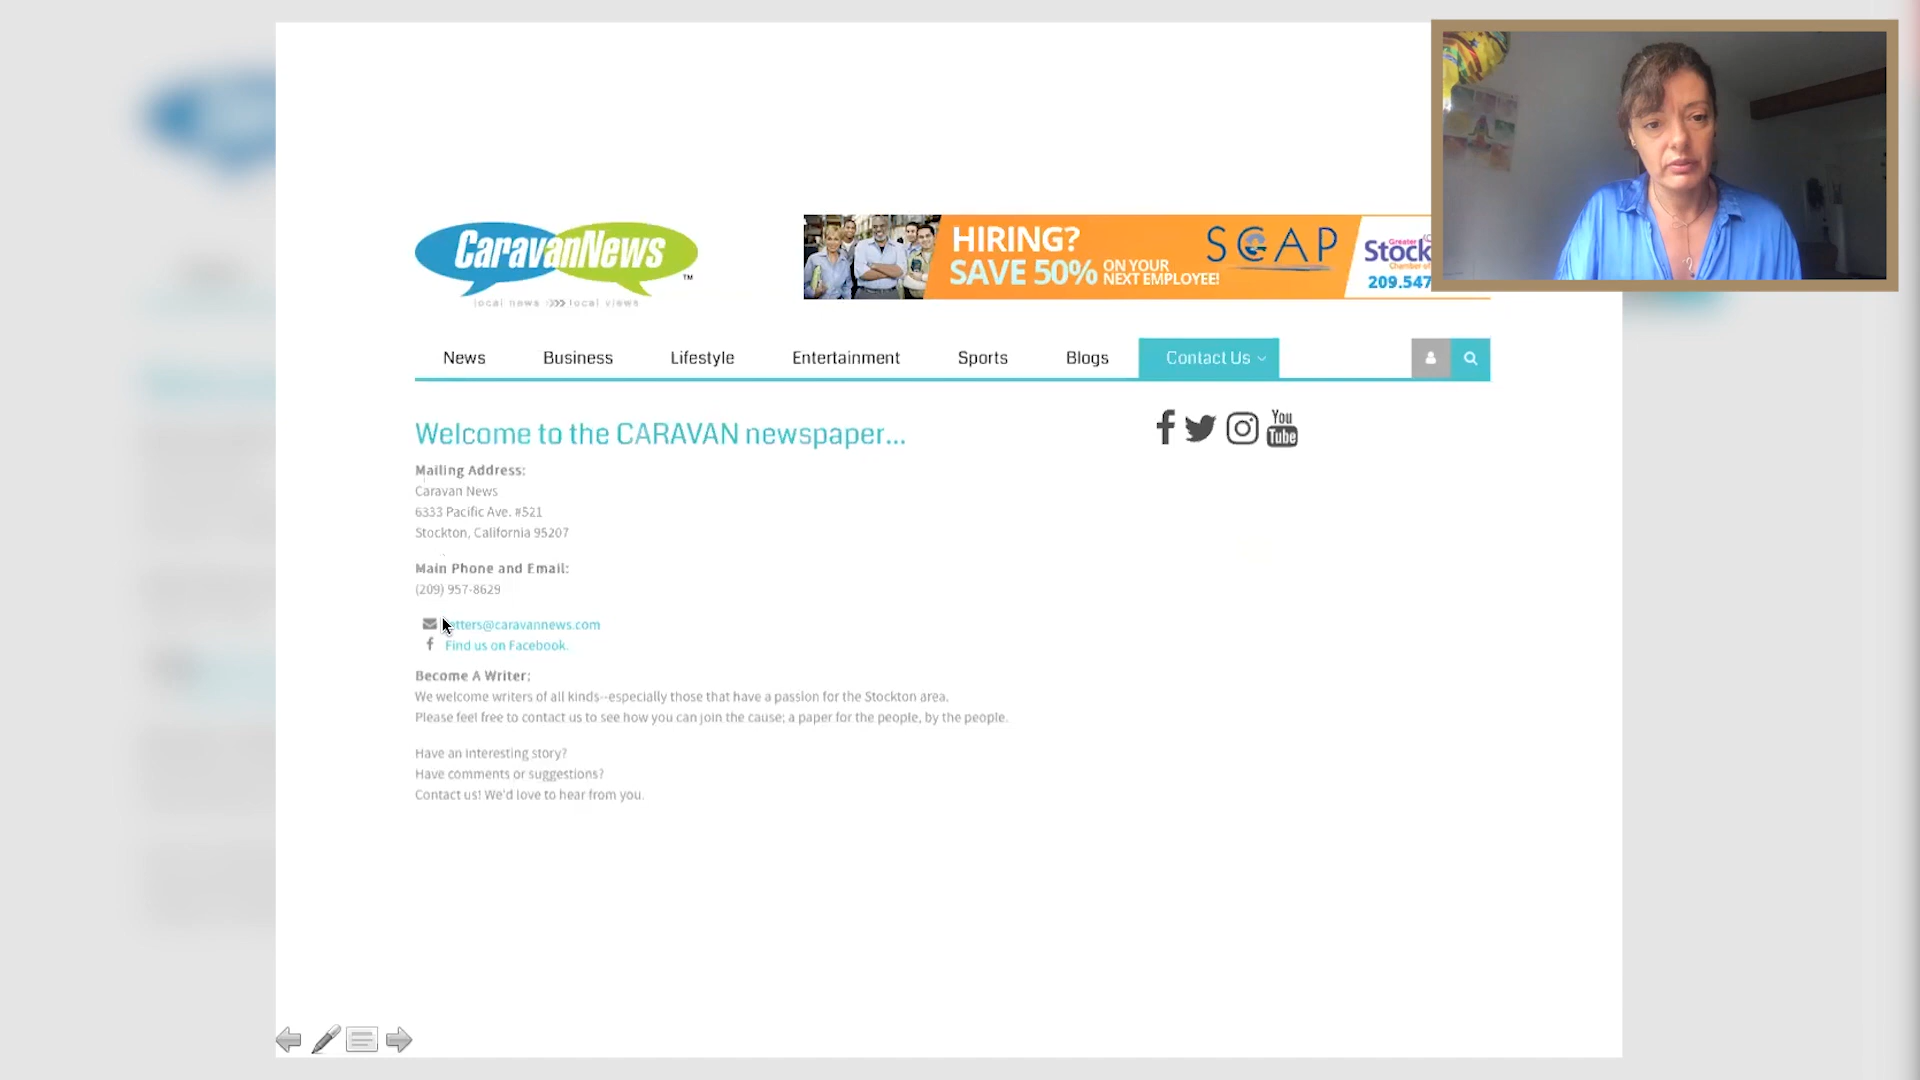 CaravanNews
TM
local news >>> local views
HIRING?
SAVE 50% ON YOUR NEXT EMPLOYEE!
SCAP
Greater
Stock
209.547
News Business Lifestyle Entertainment Sports Blogs Contact Us
Welcome to the CARAVAN newspaper...
You
Tube
Mailing Address:
Caravan News
6333 Pacific Ave. #521
Stockton, California 95207
Main Phone and Email:
(209) 957-8629
etters@caravannews.com
Find us on Facebook.
Become A Writer:
We welcome writers of all kinds--especially those that have a passion for the Stockton area.
Please feel free to contact us to see how you can join the cause; a paper for the people, by the people.
Have an interesting story?
Have comments or suggestions?
Contact us! We'd love to hear from you.